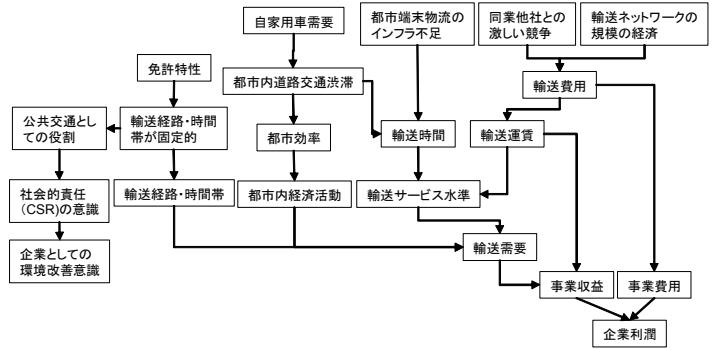 自家用車需要
都市端末物流の
インフラ不足
同業他社との
激しい競争
輸送ネットワークの
規模の経済
免許特性
都市内道路交通渋滞
輸送費用
公共交通とし
ての役割
輸送経路・時間
帯が固定的
都市効率
輸送時間
輸送運賃
社会的責任
(CSR)の意識
輸送経路・時間帯
都市内経済活動
輸送サービス水準
企業としての
環境改善意識
輸送需要
事業収益
事業費用
企業利潤